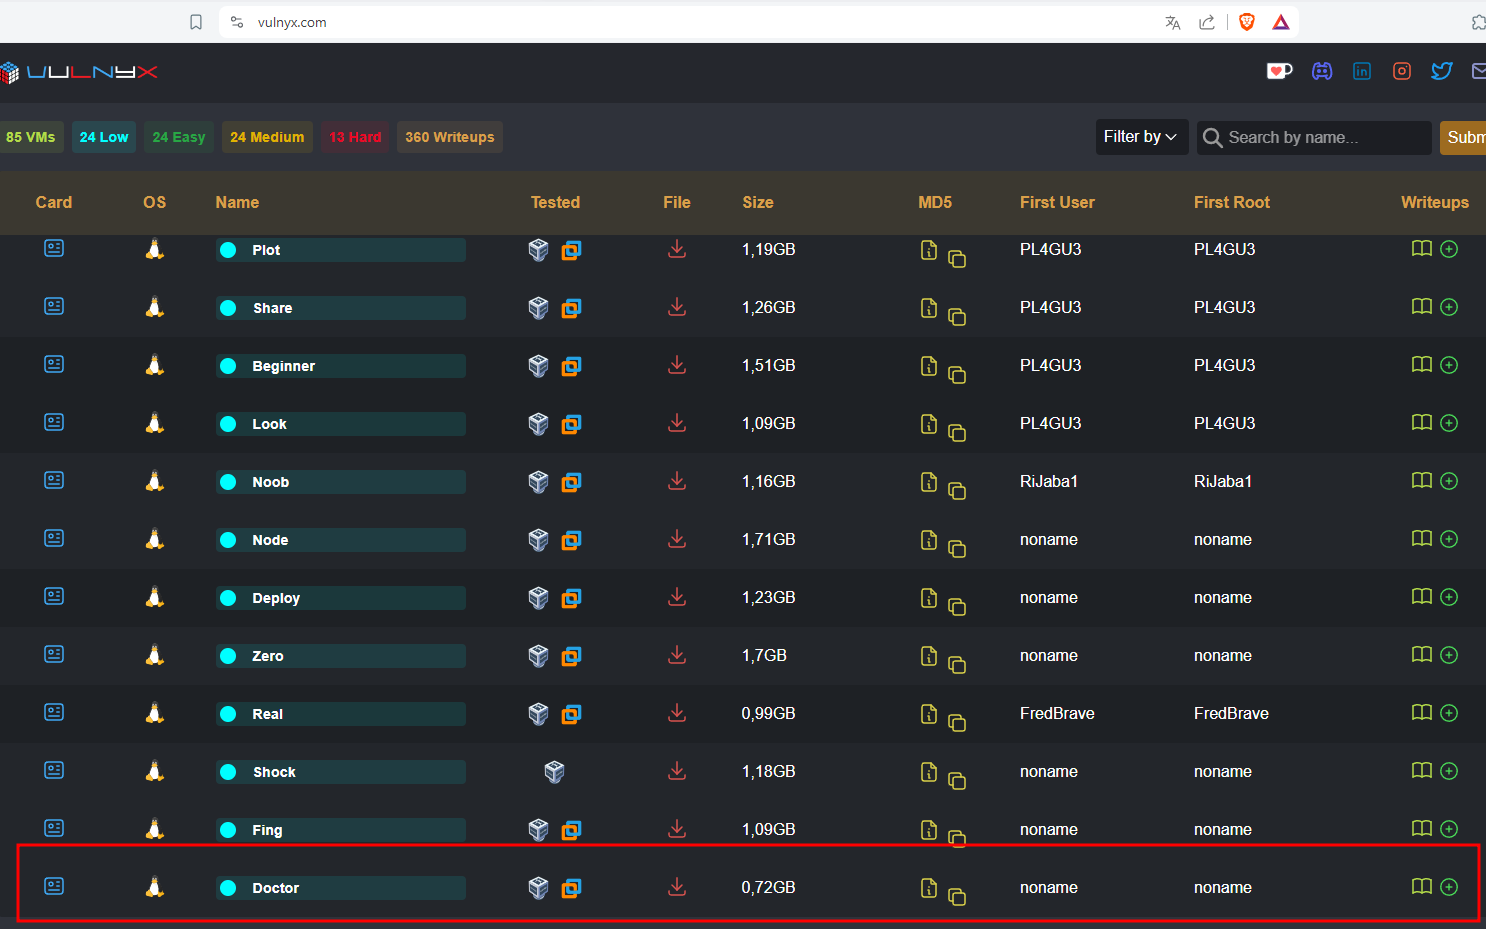 vulnyx.com
VULNYX
85 VMs 24 Low 24 Easy 24 Medium 13 Hard 360 Writeups Filter by Search by name... Subm
Card OS Name Tested File Size MD5 First User First Root Writeups
Plot 1,19GB PL4GU3 PL4GU3
Share 1,26GB PL4GU3 PL4GU3
Beginner 1,51GB PL4GU3 PL4GU3
Look 1,09GB PL4GU3 PL4GU3
Noob 1,16GB RiJaba1 RiJaba1
Node 1,71GB noname noname
Deploy 1,23GB noname noname
Zero 1,7GB noname noname
Real 0,99GB FredBrave FredBrave
Shock 1,18GB noname noname
Fing 1,09GB noname noname
Doctor 0,72GB noname noname